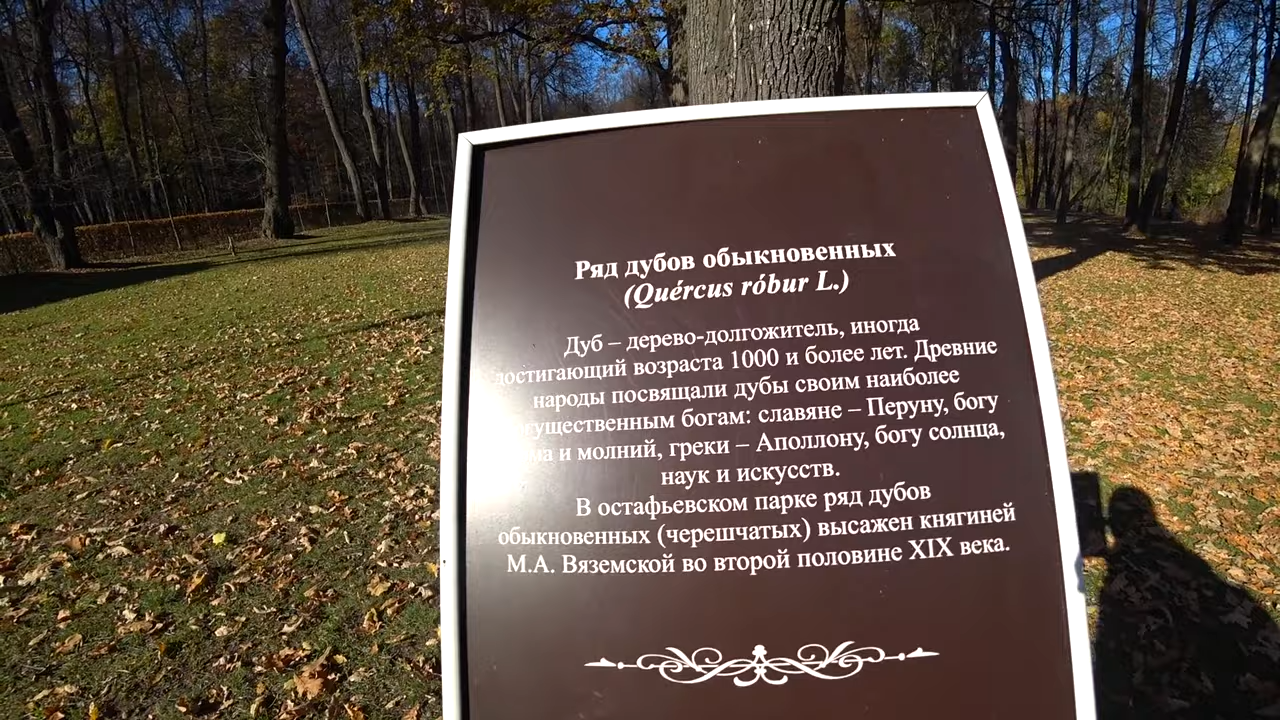 Ряд дубов обыкновенных
(Quércus róbur L.)
Дуб – дерево-долгожитель, иногда
достигающий возраста 1000 и более лет. Древние
народы посвящали дубы своим наиболее
богам: славяне – Перуну, богу
и молний, греки – Аполлону, богу солнца,
наук и искусств.
В остафьевском парке ряд дубов
обыкновенных (черешчатых) высажен княгиней
М.А. Вяземской во второй половине XIX века.